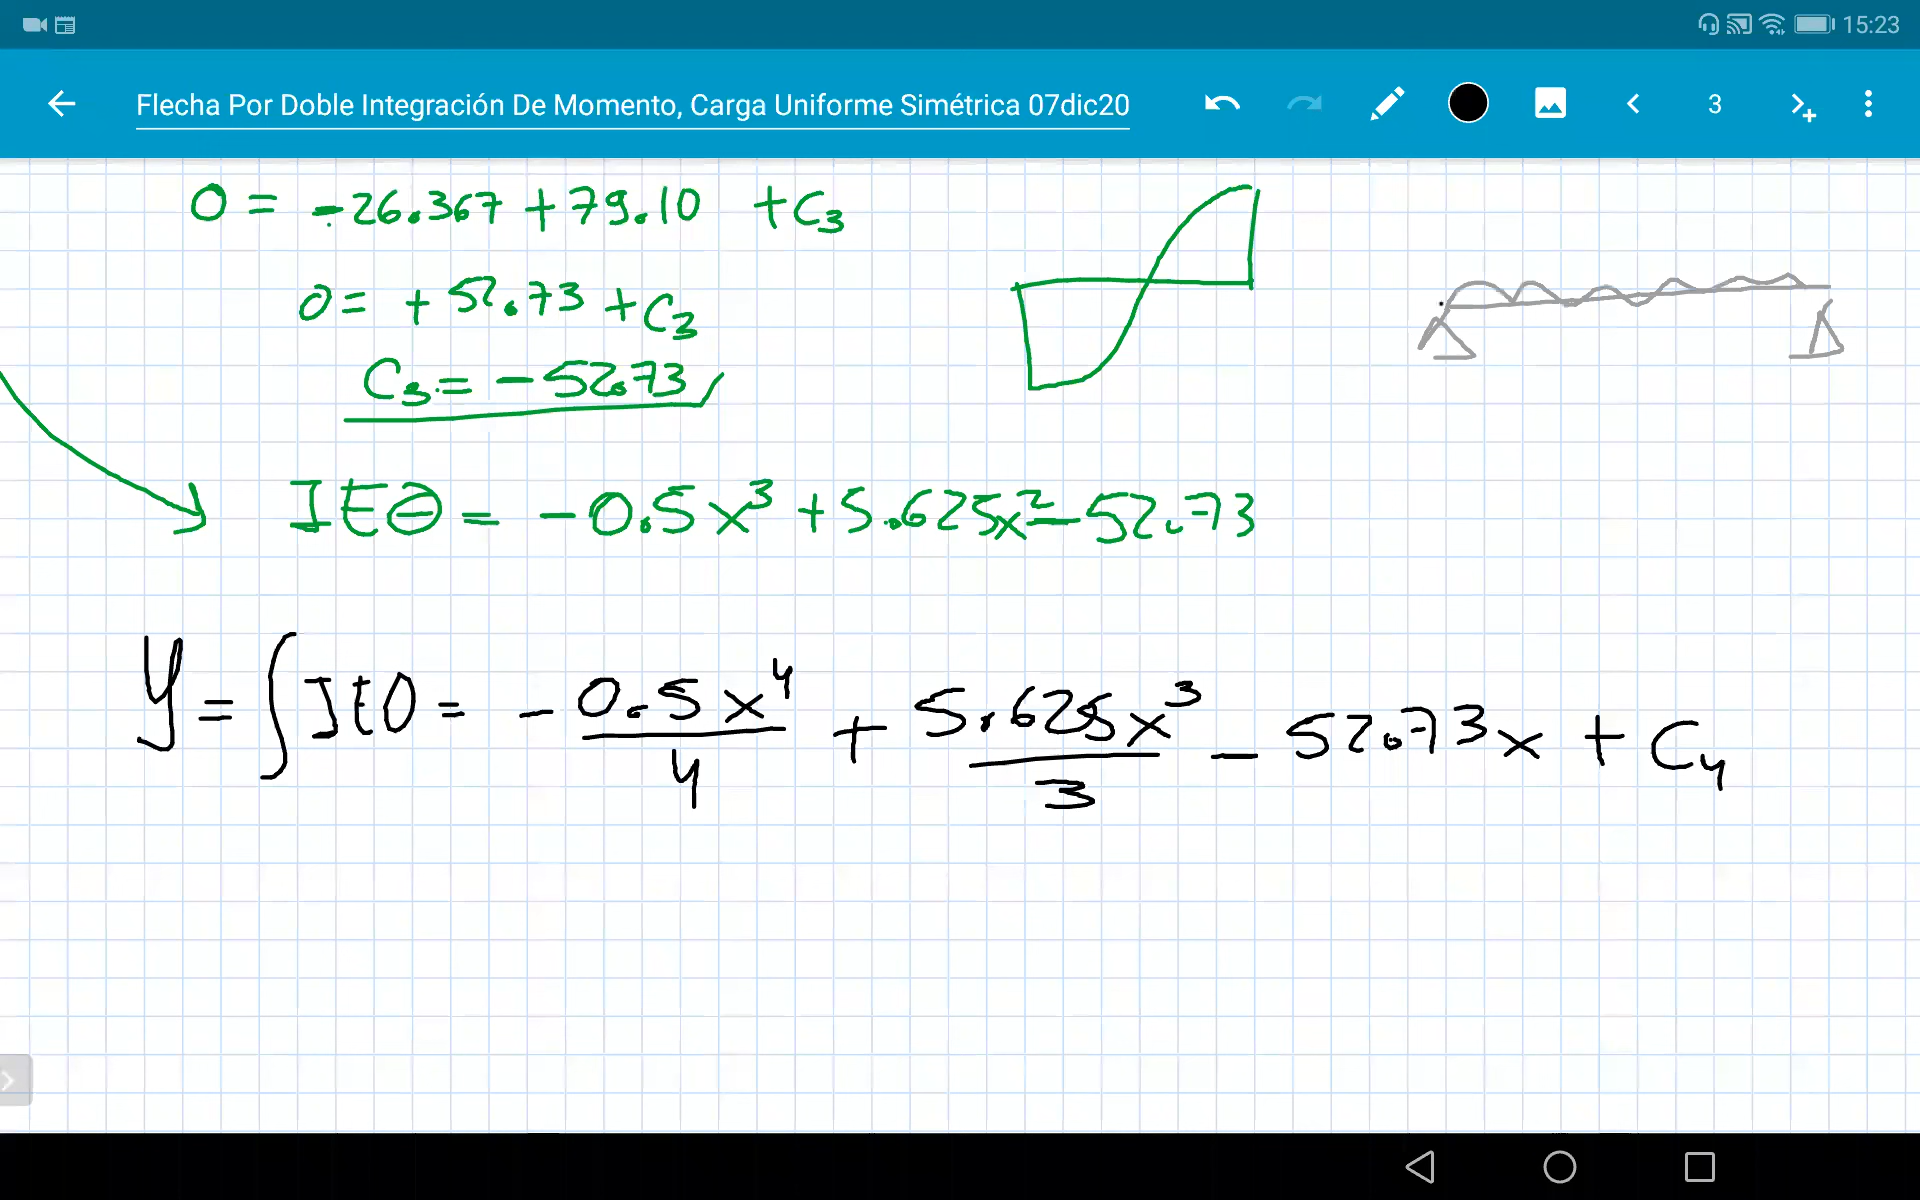 15:23
Flecha Por Doble Integración De Momento, Carga Uniforme Simétrica 07dic20
3
0 = -26.367 + 79.10 + C₃
0 = + 52.73 + C₃
C₃ = - 52.73
IEθ = -0.5x³ + 5.625x² - 52.73
y = ∫IEθ = - 0.5x⁴/4 + 5.625x³/3 - 52.73x + C₄